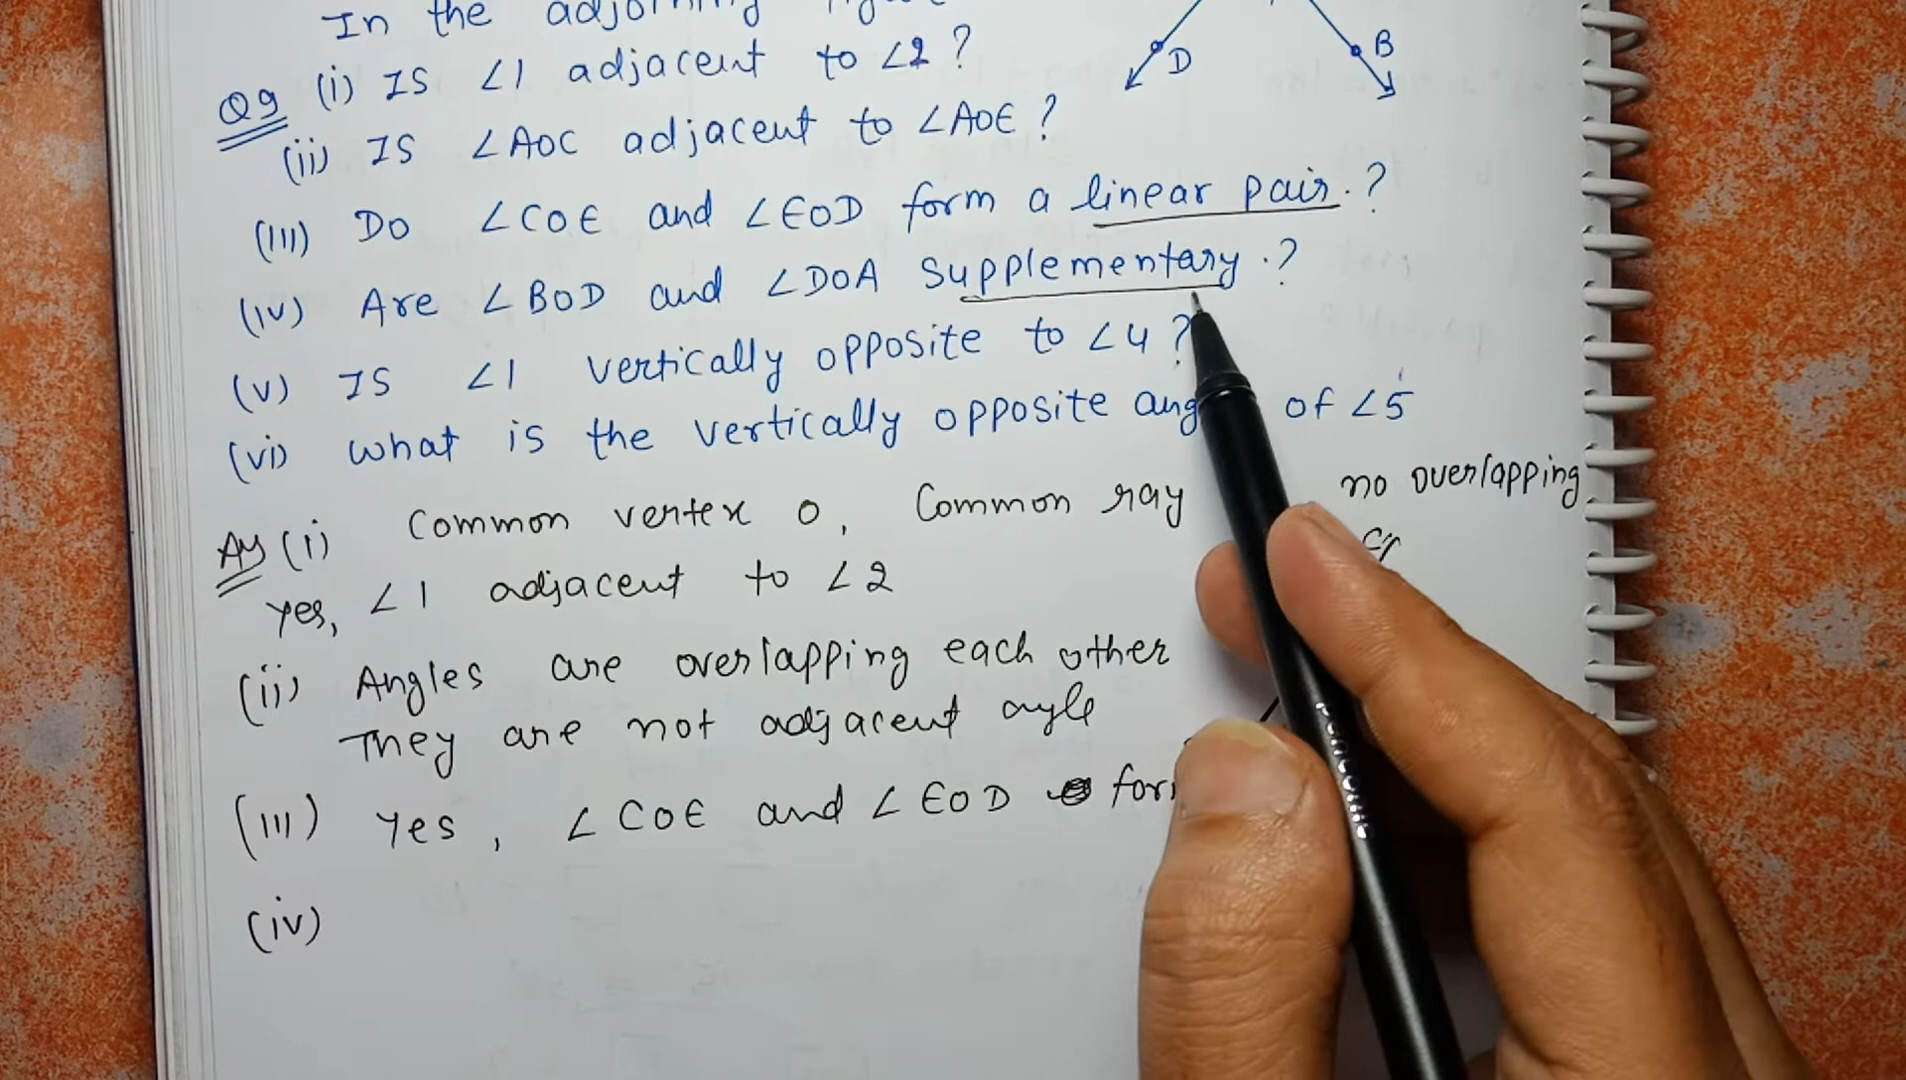 In the adjoining
D
B
Q9 (i) Is ∠1 adjacent to ∠2?
(ii) Is ∠AOC adjacent to ∠AOE?
(iii) Do ∠COE and ∠EOD form a linear pair.?
(iv) Are ∠BOD and ∠DOA Supplementary.?
(v) Is ∠1 vertically opposite to ∠4?
(vi) what is the vertically opposite of ∠5
Ay (i) Common vertex O, Common ray no overlapping
yes, ∠1 adjacent to ∠2
(ii) Angles are overlapping each other
They are not adjacent
(iii) Yes, ∠COE and ∠EOD
(iv)